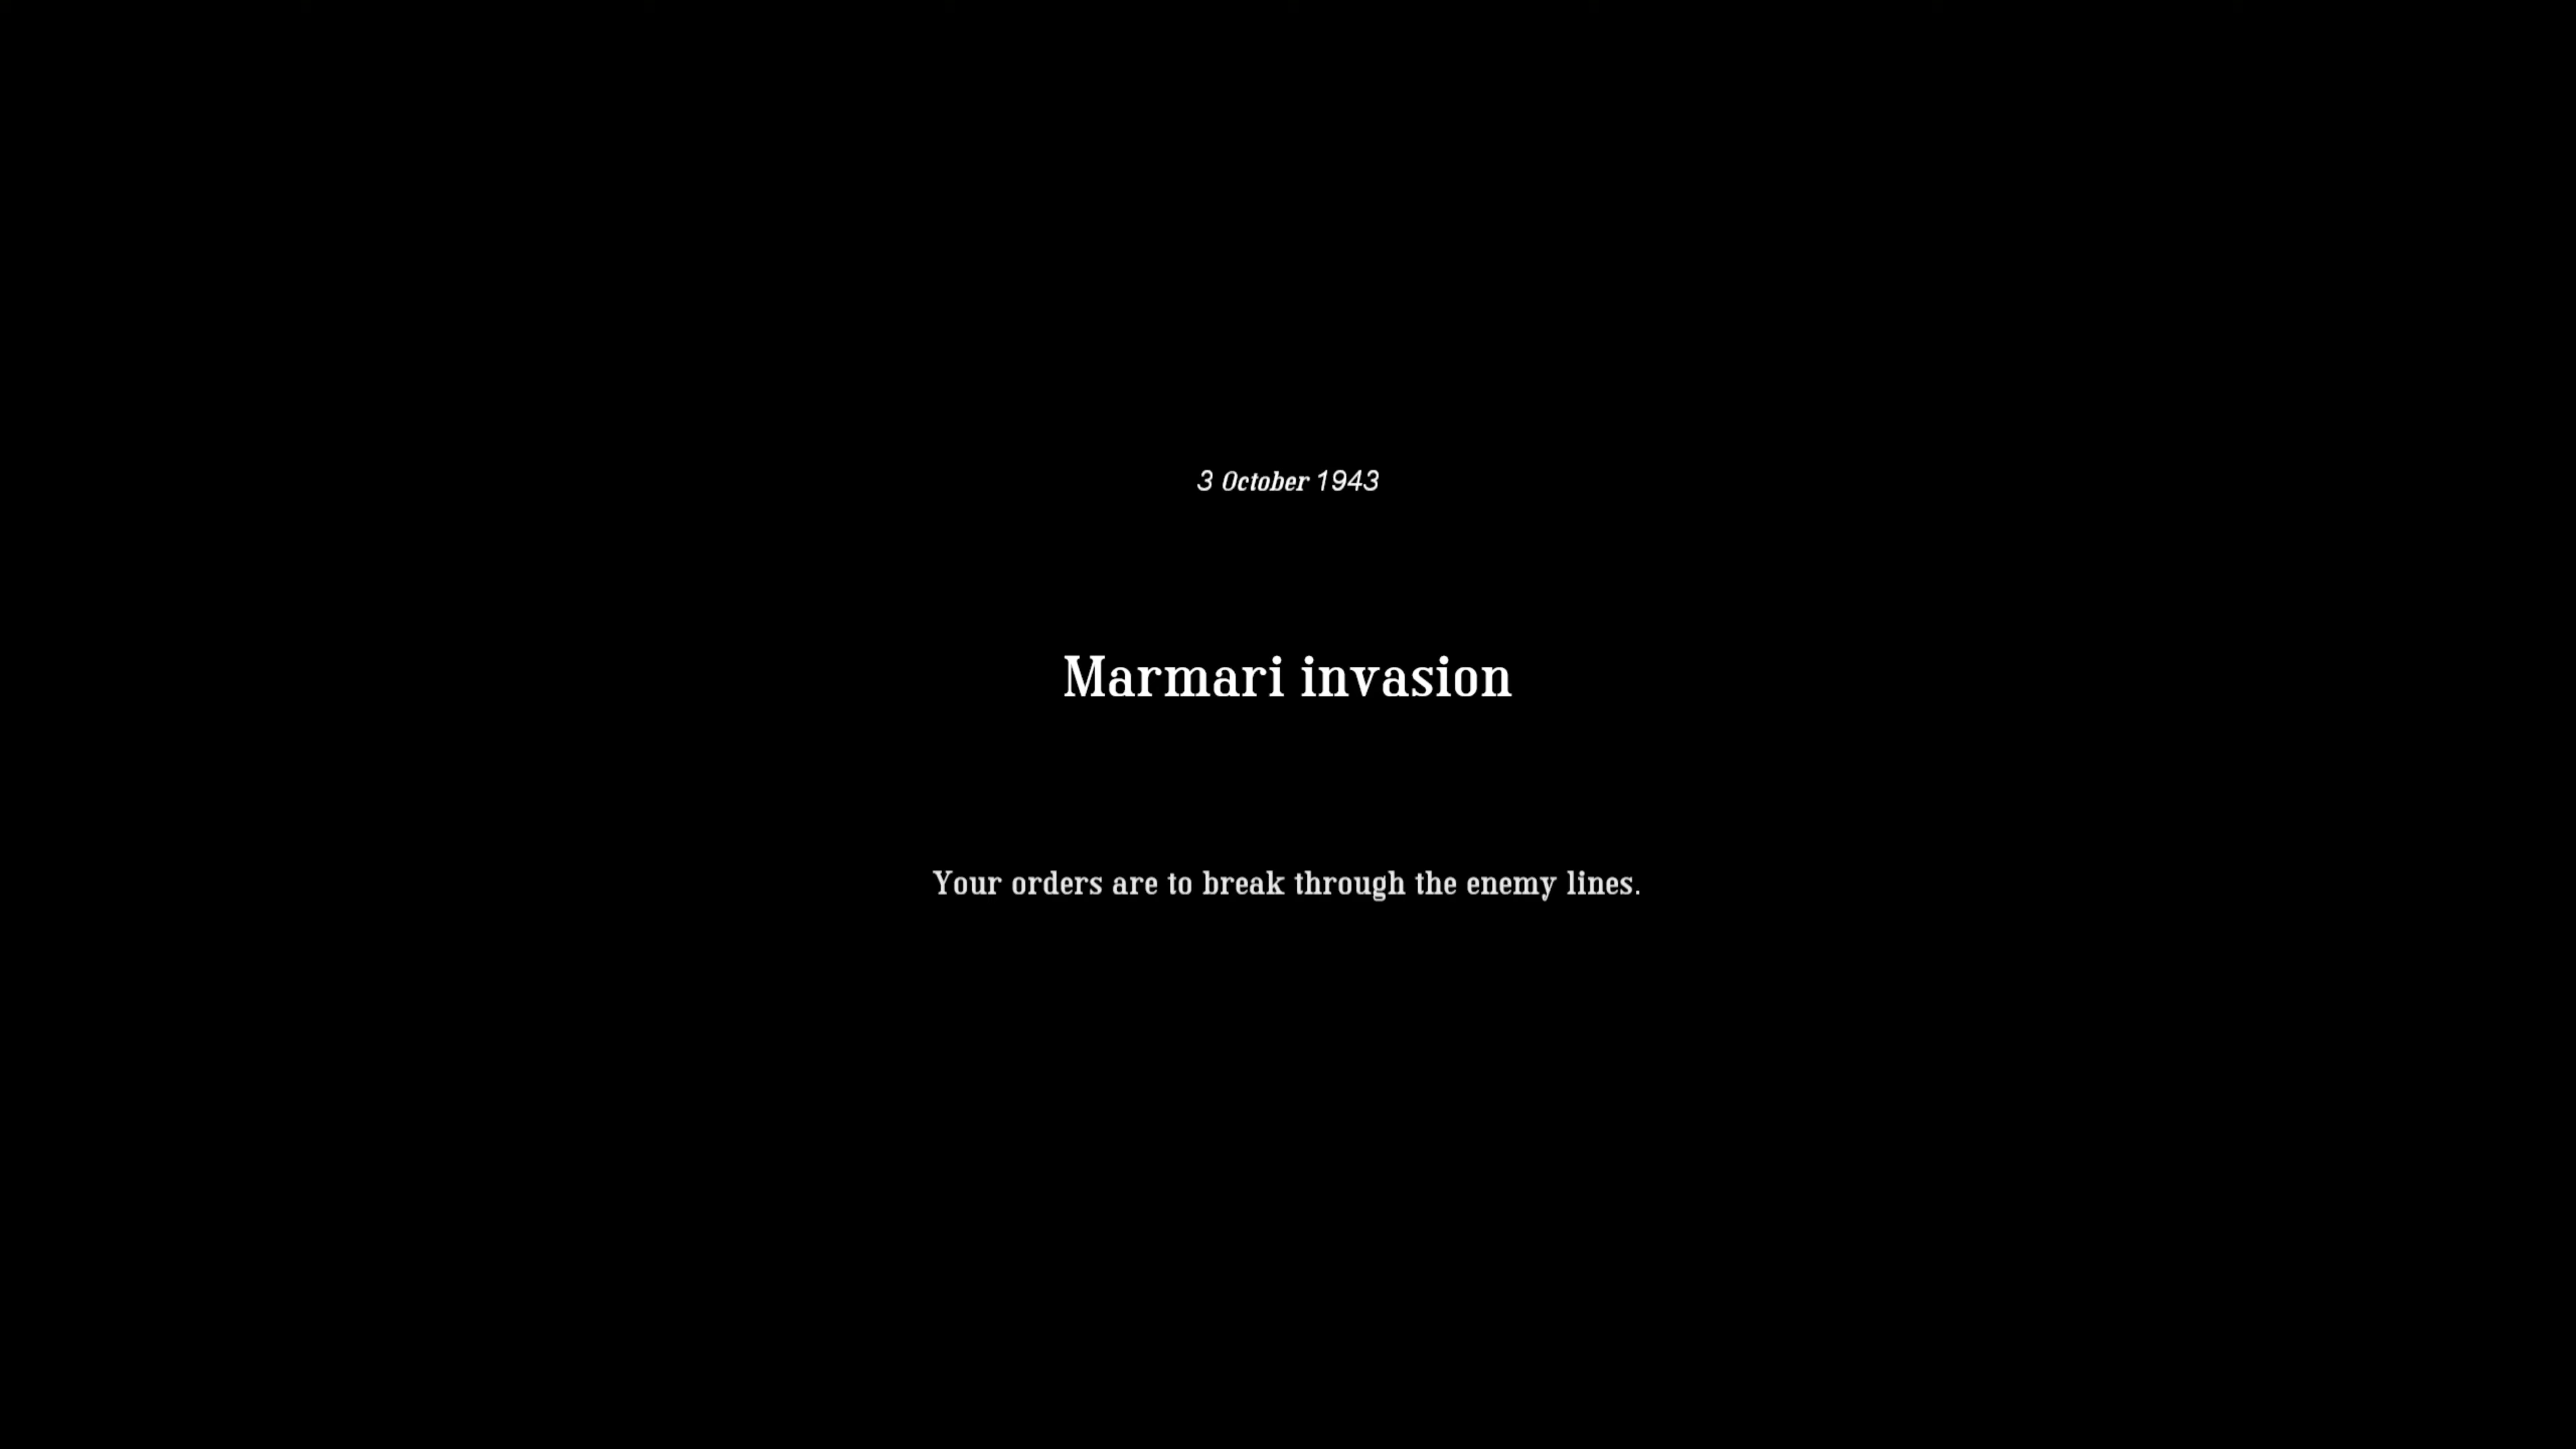 3 October 1943
Marmari invasion
Your orders are to break through the enemy lines.